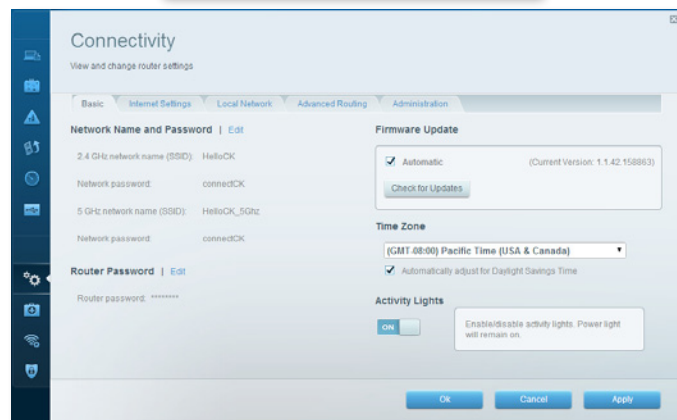 Connectivity
View and change router settings
Basic
Internet Settings
Local Network
Advanced Routing
Administration
Network Name and Password | Edit
2.4 GHz network name (SSID): HelloCK
Network password: connectCK
5 GHz network name (SSID): HelloCK_5Ghz
Network password: connectCK
Router Password | Edit
Router password: ********
Firmware Update
Automatic
(Current Version: 1.1.42.158863)
Check for Updates
Time Zone
(GMT-08:00) Pacific Time (USA & Canada)
Automatically adjust for Daylight Savings Time
Activity Lights
ON
Enable/disable activity lights. Power light
will remain on.
Ok
Cancel
Apply